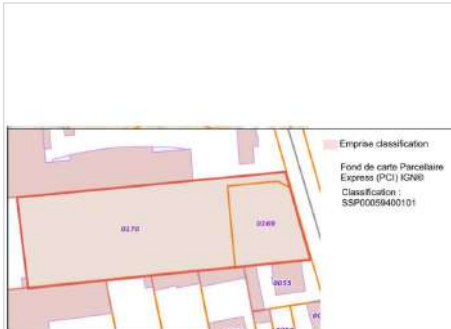 Emprise classification
Fond de carte Parcellaire
Express (PCI) IGN®
Classification :
SSP00059400101
0170
0169
0055